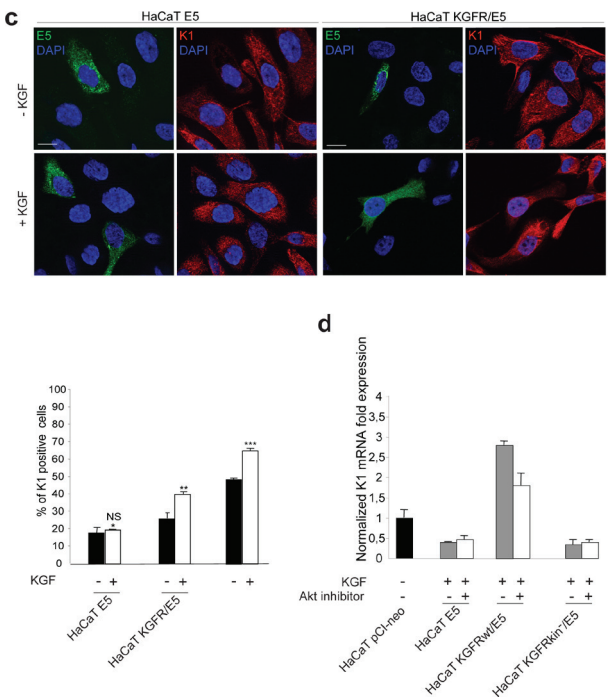 c
HaCaT E5
HaCaT KGFR/E5
E5
DAPI
K1
DAPI
E5
DAPI
K1
DAPI
- KGF
+ KGF
% of K1 positive cells
100
90
80
70
60
50
40
30
20
10
0
NS
*
**
***
KGF - + - + - +
HaCaT E5
HaCaT KGFR/E5
d
Normalized K1 mRNA fold expression
4
3,5
3
2,5
2
1,5
1
0,5
0
KGF - + + + + + +
Akt inhibitor - - + - + - +
HaCaT pCI-neo
HaCaT E5
HaCaT KGFRwt/E5
HaCaT KGFRkin⁻/E5